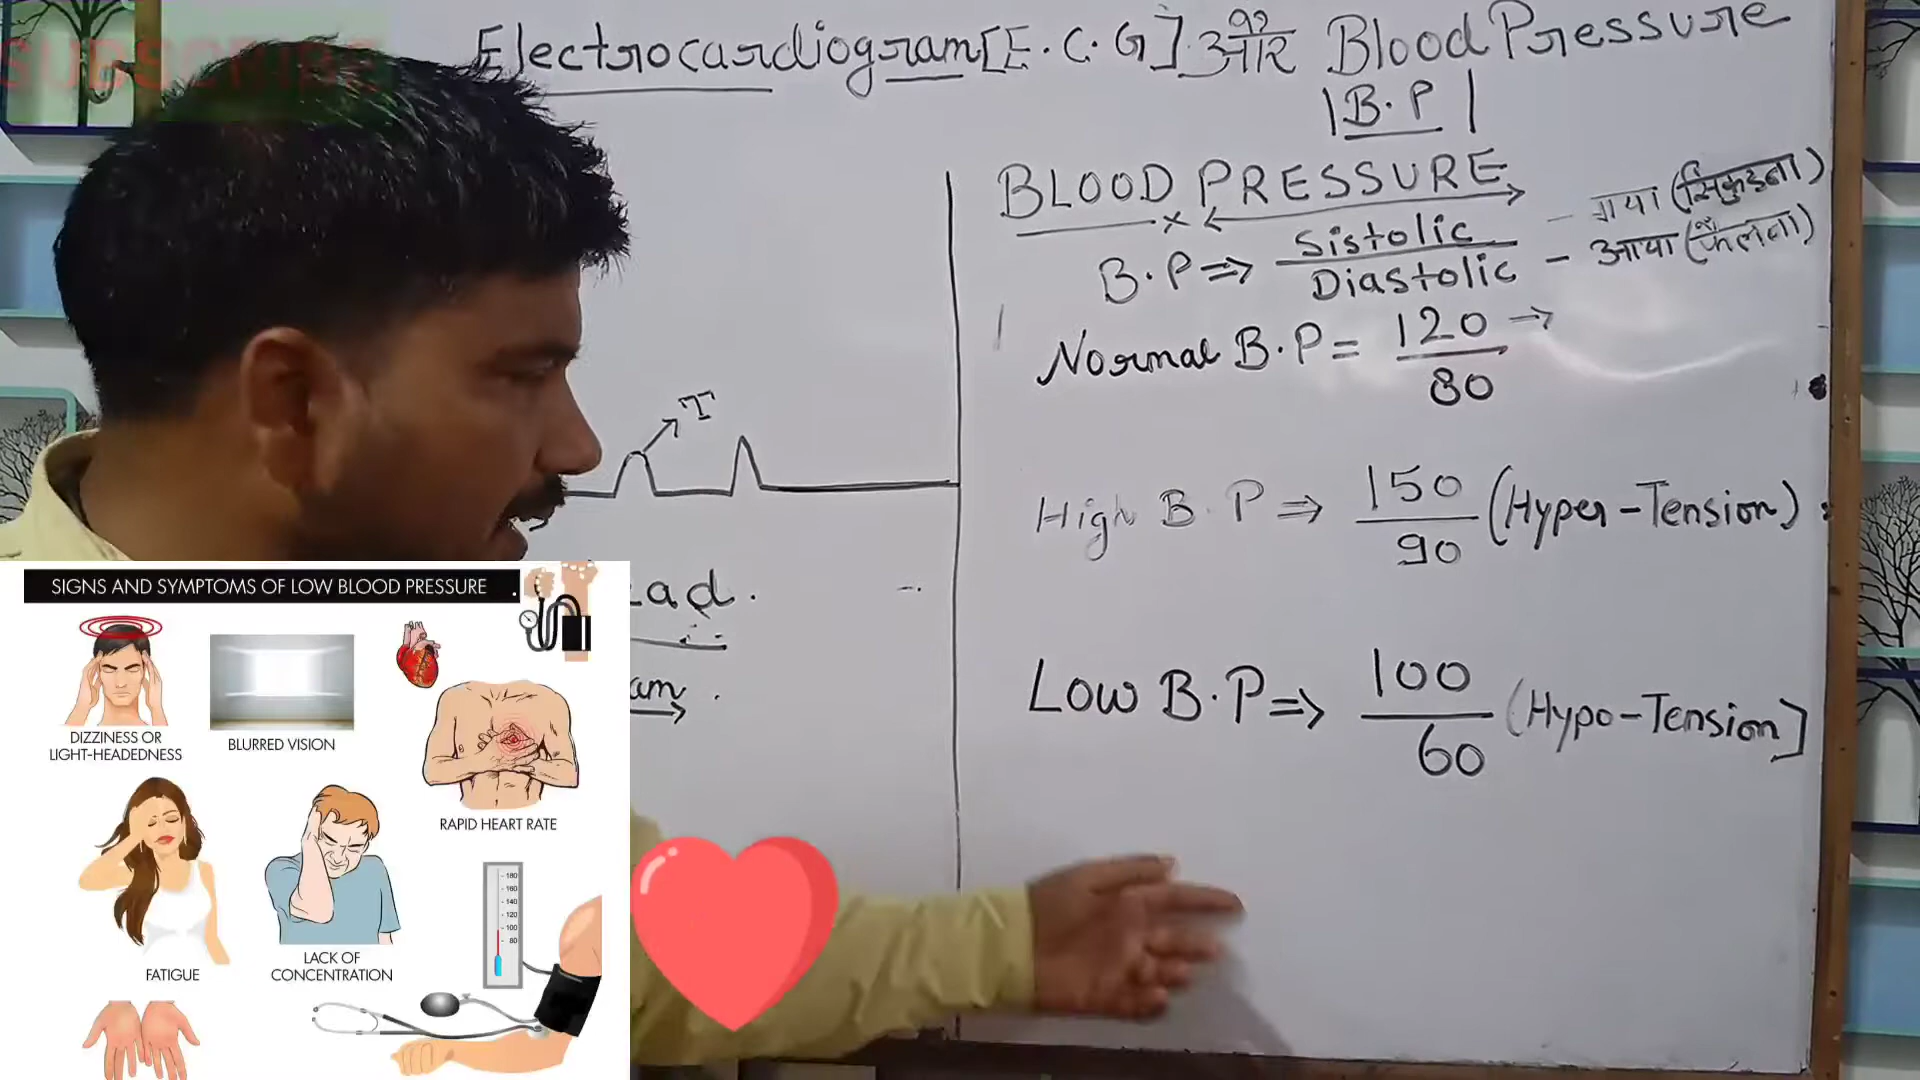 SUBSCRIBE
Electrocardiogram[E.C.G] और Blood Pressure
|B.P|
BLOOD PRESSURE
B.P⇒ Sistolic - गया (सिकुड़ना)
Diastolic - आया (फैलना)
Normal B.P = 120 →
80
T
High B.P ⇒ 150 (Hyper-Tension)
90
Low B.P ⇒ 100 (Hypo-Tension]
60
SIGNS AND SYMPTOMS OF LOW BLOOD PRESSURE
DIZZINESS OR
LIGHT-HEADEDNESS
BLURRED VISION
RAPID HEART RATE
FATIGUE
LACK OF
CONCENTRATION
180
160
140
120
100
80